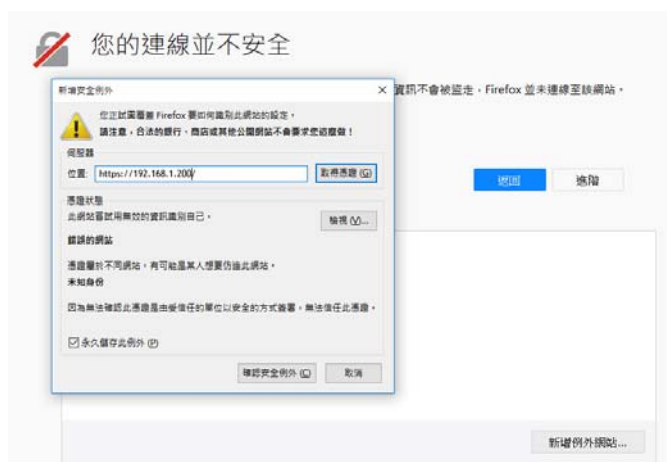 您的連線並不安全
資訊不會被盜走，Firefox 並未連線至該網站。
返回
進階
新增安全例外
您正試圖覆蓋 Firefox 要如何識別此網站的設定。
請注意，合法的銀行、商店或其他公開網站不會要求您這麼做！
伺服器
位置: https://192.168.1.200/ 取得憑證 (G)
憑證狀態
此網站嘗試用無效的資訊識別自己。 檢視 (V)...
錯誤的網站
憑證屬於不同網站，有可能是某人想要仿造此網站。
未知身份
因為無法確認此憑證是由受信任的單位以安全的方式簽署，無法信任此憑證。
永久儲存此例外 (P)
確認安全例外 (C) 取消
新增例外網站...